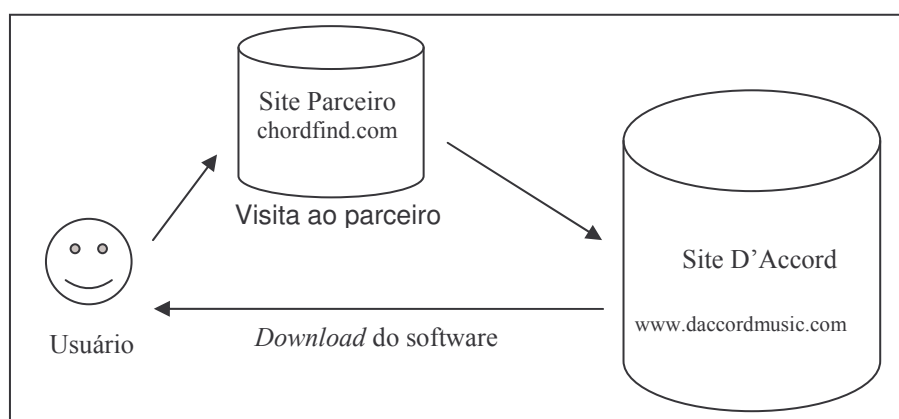 Site Parceiro
chordfind.com
Visita ao parceiro
Site D’Accord
www.daccordmusic.com
Usuário
Download do software